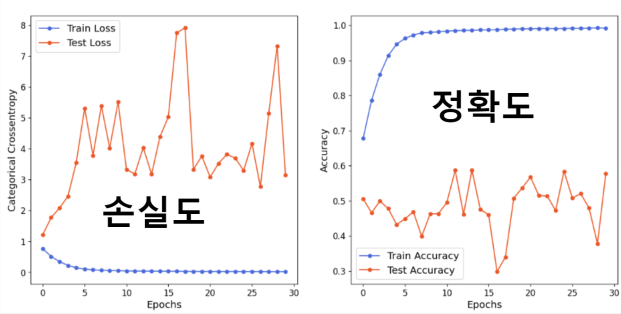 Train Loss
Test Loss
8
7
6
5
4
3
2
1
0
Categorical Crossentropy
손실도
0 5 10 15 20 25 30
Epochs
1.0
0.9
0.8
0.7
0.6
0.5
0.4
0.3
Accuracy
정확도
Train Accuracy
Test Accuracy
0 5 10 15 20 25 30
Epochs